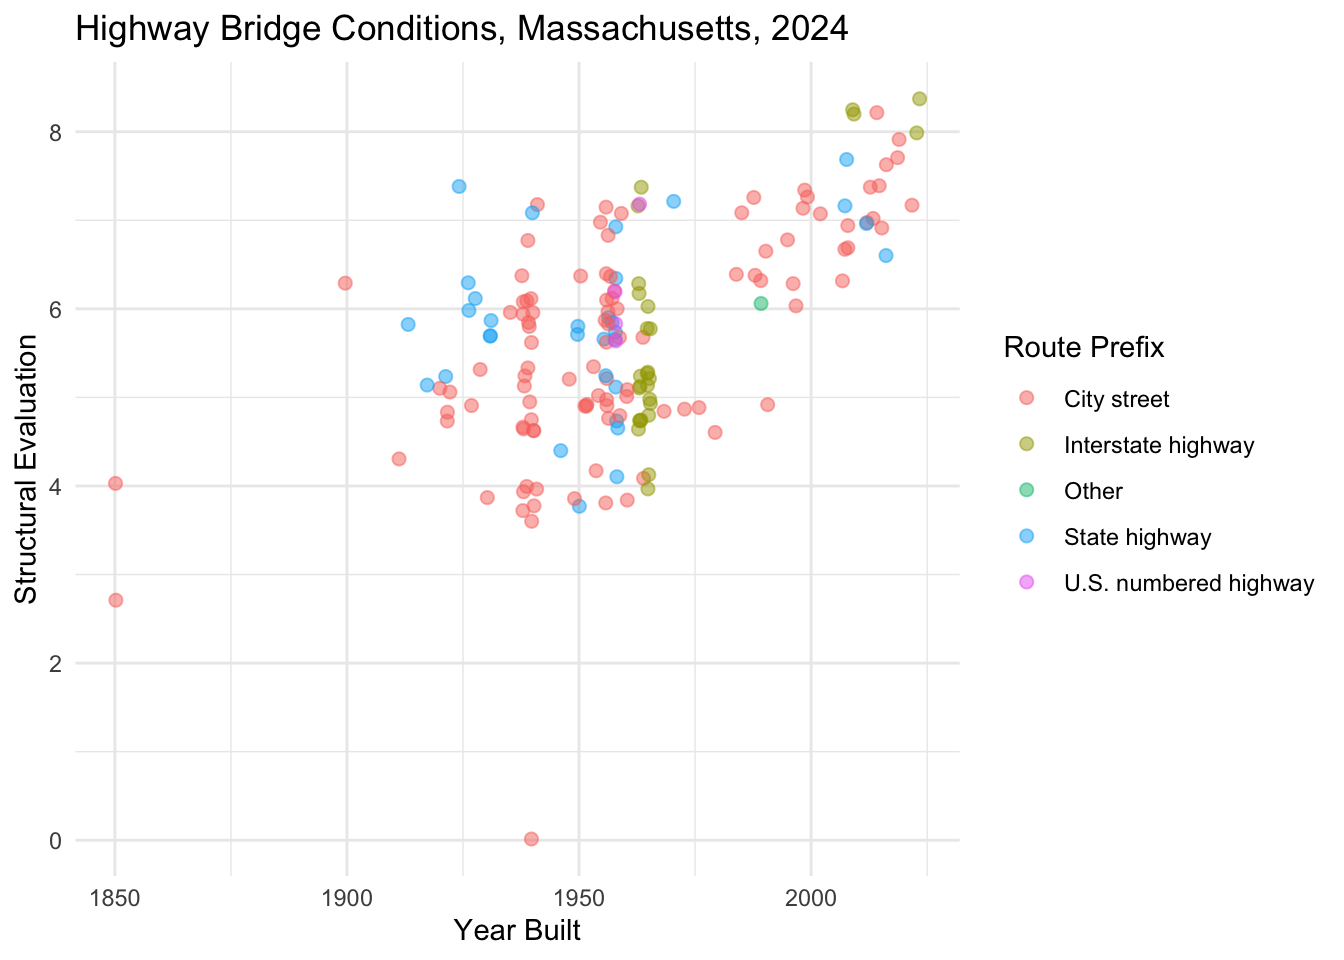 Highway Bridge Conditions, Massachusetts, 2024
Structural Evaluation
8
6
4
2
0
1850 1900 1950 2000
Year Built
Route Prefix
City street
Interstate highway
Other
State highway
U.S. numbered highway